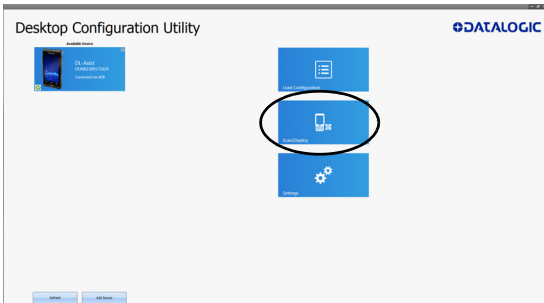 Desktop Configuration Utility
DATALOGIC
Available Device
DL-Axist
Connected via ADB
Load Configuration
Scan2Deploy
Settings
Refresh
Add Device